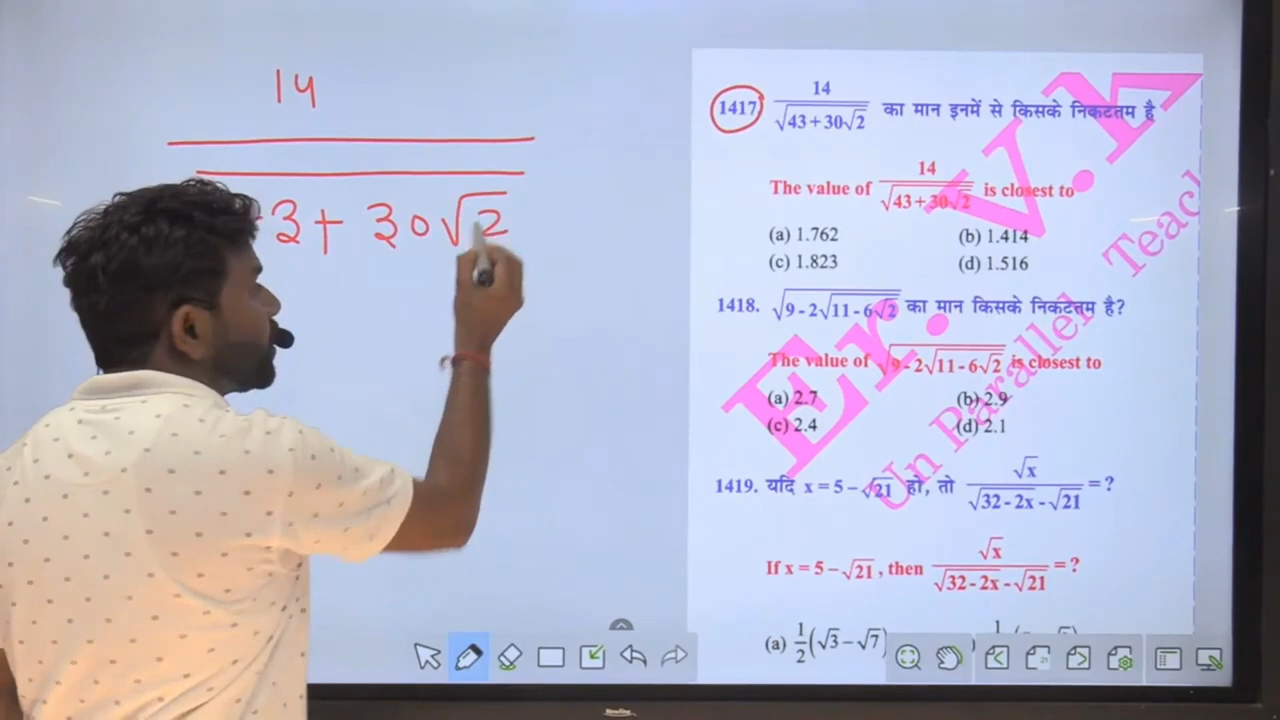 14
3 + 30√2
1417 14/√(43+30√2) का मान इनमें से किसके निकटतम है
The value of 14/√(43+30√2) is closest to
(a) 1.762 (b) 1.414
(c) 1.823 (d) 1.516
1418. √(9-2√(11-6√2)) का मान किसके निकटतम है?
The value of √(9-2√(11-6√2)) is closest to
(a) 2.7 (b) 2.9
(c) 2.4 (d) 2.1
1419. यदि x = 5 – √21 हो, तो √x/√(32-2x-√21) = ?
If x = 5 – √21, then √x/(√(32-2x)-√21) = ?
(a) 1/2(√3 – √7)
Er. V.K
Un Parallel Teac
Newline